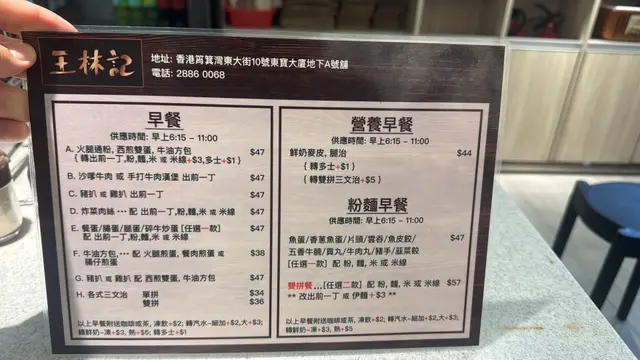 王林記
地址: 香港筲箕灣東大街10號東寶大廈地下A號舖
電話: 2886 0068
早餐
供應時間: 早上6:15 - 11:00
A. 火腿通粉, 西煎雙蛋, 牛油方包 $47
{ 轉出前一丁,粉,麵,米 或 米線+$3,多士+$1 }
B. 沙嗲牛肉 或 手打牛肉漢堡 出前一丁 $47
C. 豬扒 或 雞扒 出前一丁 $47
D. 炸菜肉絲 ⋯ 配 出前一丁,粉,麵,米 或 米線 $47
E. 餐蛋/腸蛋/腿蛋/碎牛炒蛋 [任選一款] $47
配 出前一丁,粉,麵,米 或 米線
F. 牛油方包,⋯ 配 火腿煎蛋, 餐肉煎蛋 或 $38
腸仔煎蛋
G. 豬扒 或 雞扒 配 西煎雙蛋, 牛油方包 $47
H. 各式三文治 單拼 $34
雙拼 $36
以上早餐附送咖啡或茶, 凍飲+$2; 轉汽水-細加+$2,大+$3;
轉鮮奶-凍+$3, 熱+$5; 轉多士+$1
營養早餐
供應時間: 早上6:15 - 11:00
鮮奶麥皮, 腿治 $44
{ 轉多士+$1 }
{ 轉雙拼三文治+$5 }
粉麵早餐
供應時間: 早上6:15 - 11:00
魚蛋/香蔥魚蛋/片頭/雲吞/魚皮餃/ $47
五香牛腩/貢丸/牛肉丸/豬手/韮菜餃
[任選一款] 配 粉, 麵, 米 或 米線
雙拼餐...[任選二款] 配 粉, 麵, 米 或 米線 $57
** 改出前一丁 或 伊麵+$3 **
以上早餐附送咖啡或茶, 凍飲+$2; 轉汽水-細加+$2,大+$3;
轉鮮奶-凍+$3, 熱+$5